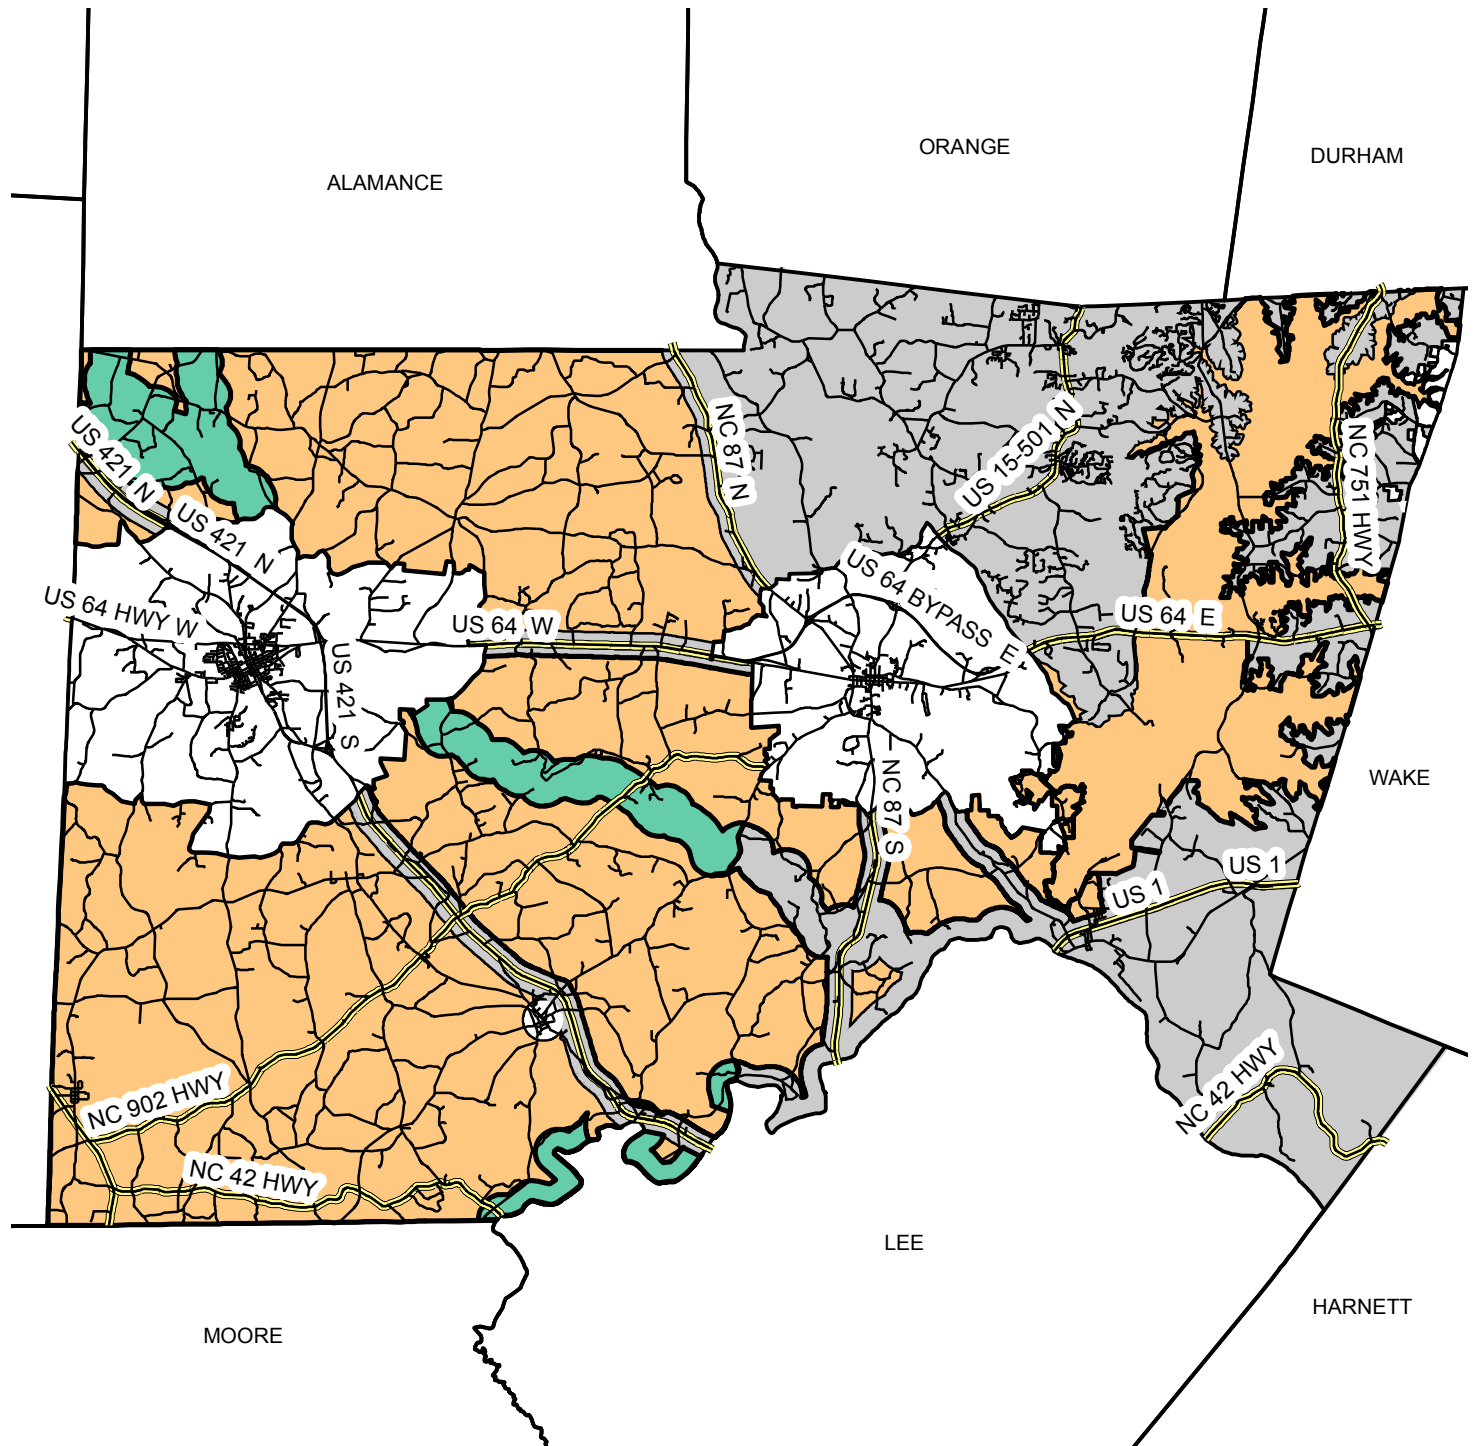 ORANGE
DURHAM
ALAMANCE
NC 87 N
US 15-501 N
NC 751 HWY
US 421 N
US 421 N
US 64 HWY W
US 64 W
US 64 BYPASS E
US 64 E
US 421 S
WAKE
NC 87 S
US 1
US 1
NC 902 HWY
NC 42 HWY
NC 42 HWY
LEE
HARNETT
MOORE